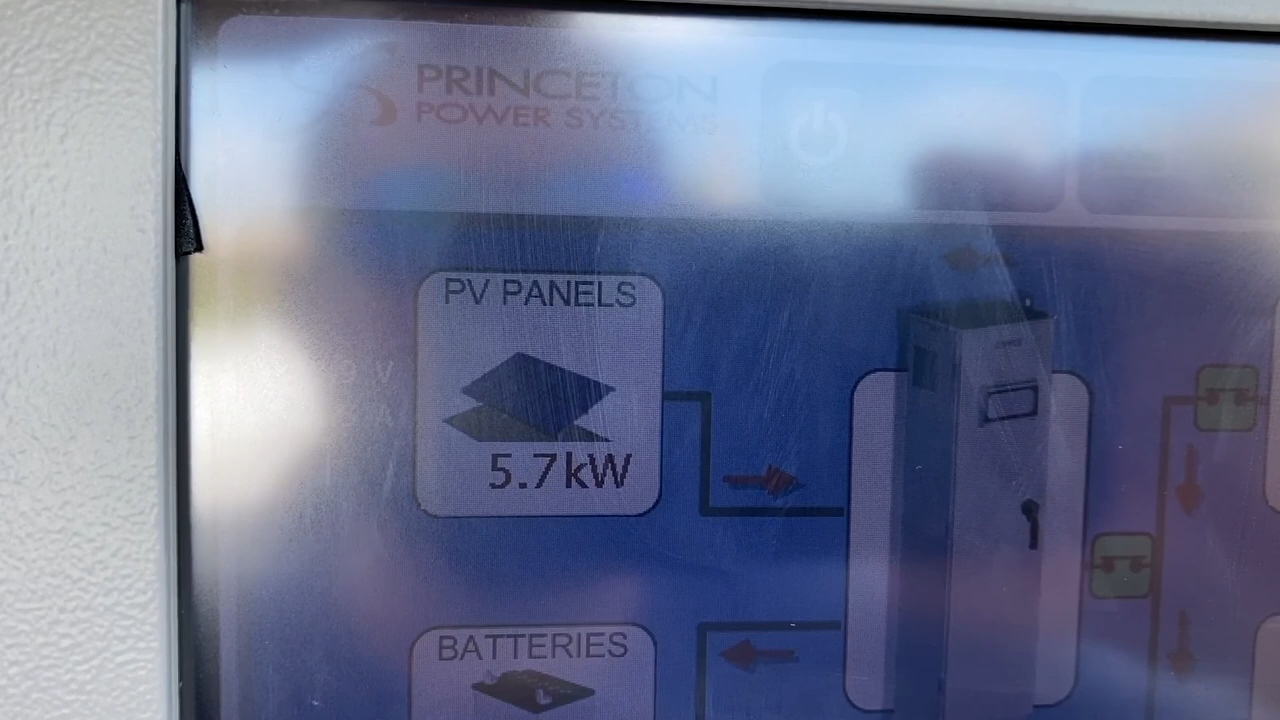 PRINCETON
POWER SYSTEMS
PV PANELS
5.7kW
BATTERIES